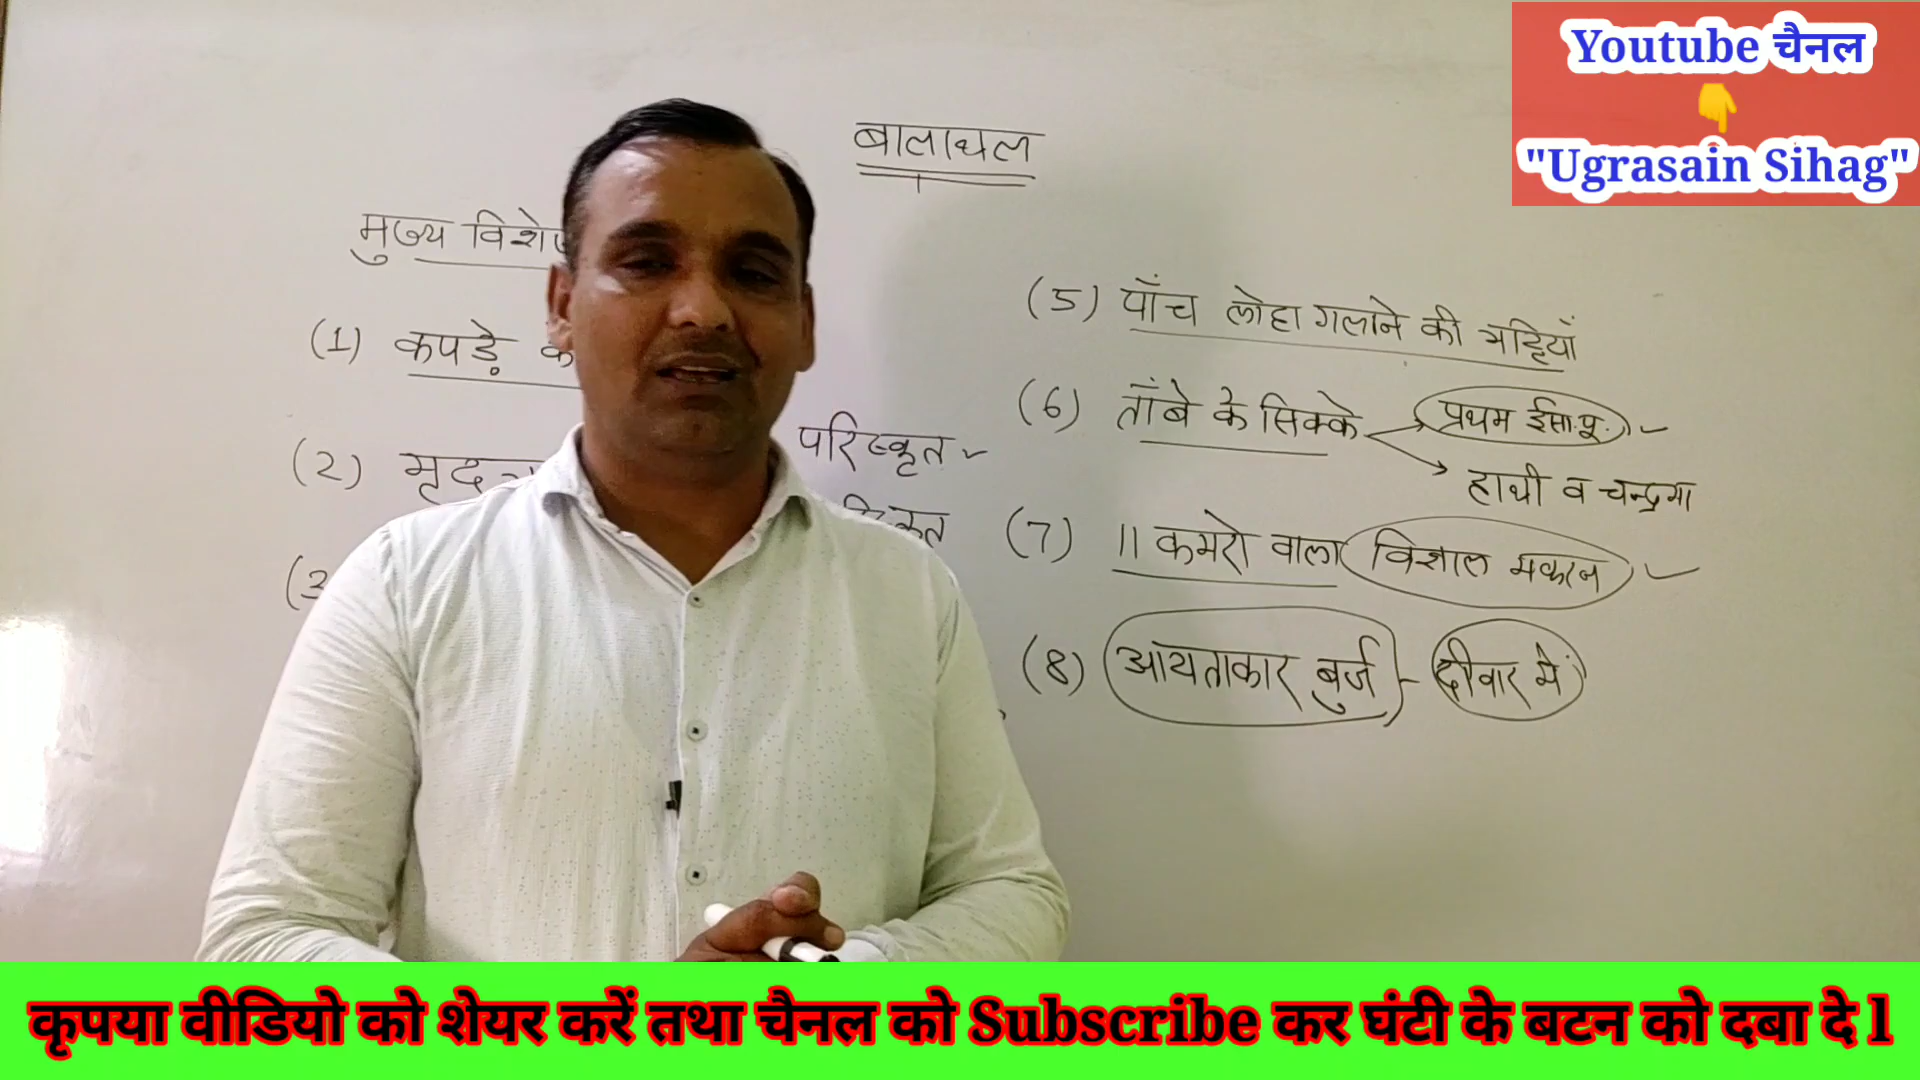 Youtube चैनल
"Ugrasain Sihag"
बालाथल
मुख्य
(1) कपड़े
(2)
परिष्कृत
(5) पाँच लोहा गलाने की भट्टियाँ
(6) ताँबे के सिक्के प्रथम ईसा.पू.
हाथी व चन्द्रमा
(7) 11 कमरो वाला विशाल मकान
(8) आयताकार बुर्ज - दीवार में
कृपया वीडियो को शेयर करें तथा चैनल को Subscribe कर घंटी के बटन को दबा दे l